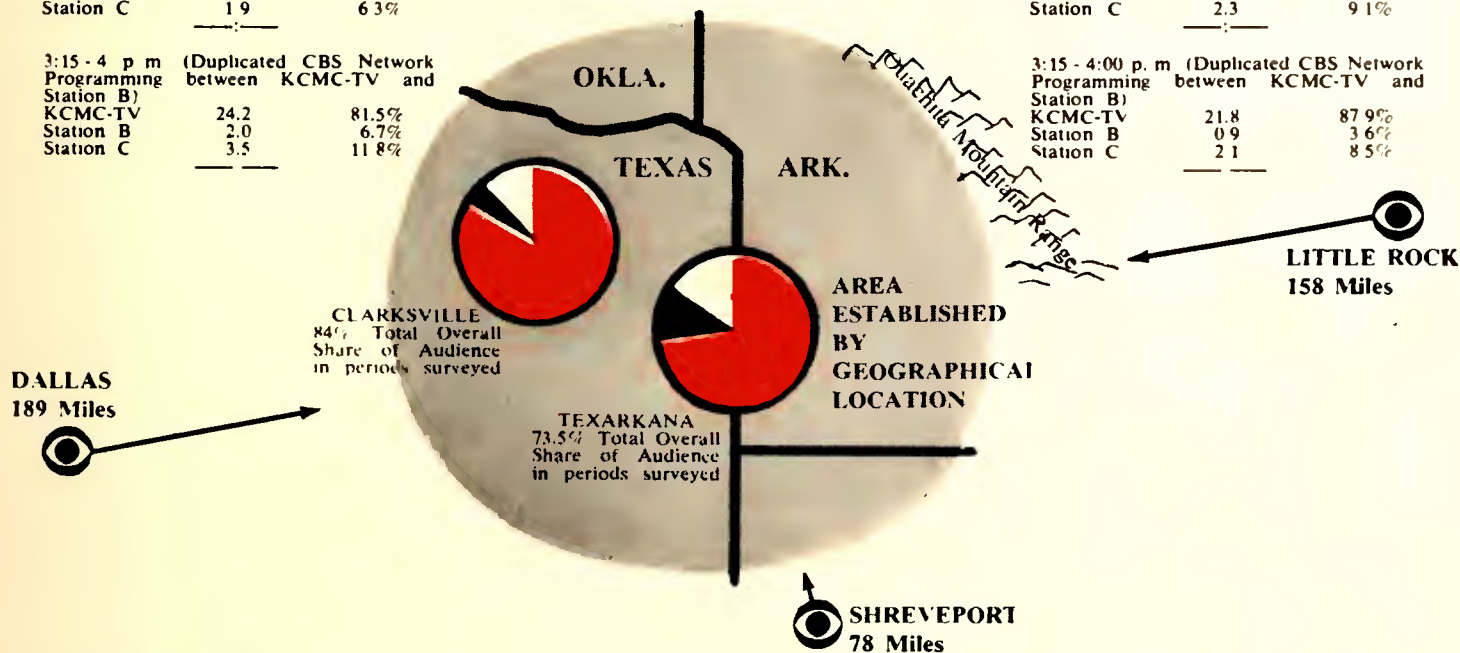 Station C 1 9 6 3%
3:15 - 4 p m (Duplicated CBS Network
Programming between KCMC-TV and
Station B)
KCMC-TV 24.2 81.5%
Station B 2.0 6.7%
Station C 3.5 11 8%
Station C 2.3 9 1%
3:15 - 4:00 p. m (Duplicated CBS Network
Programming between KCMC-TV and
Station B)
KCMC-TV 21.8 87 9%
Station B 0 9 3 6%
Station C 2 1 8 5%
OKLA.
TEXAS
ARK.
Ouachita Mountain Range
LITTLE ROCK
158 Miles
CLARKSVILLE
84% Total Overall
Share of Audience
in periods surveyed
AREA
ESTABLISHED
BY
GEOGRAPHICAL
LOCATION
DALLAS
189 Miles
TEXARKANA
73.5% Total Overall
Share of Audience
in periods surveyed
SHREVEPORT
78 Miles